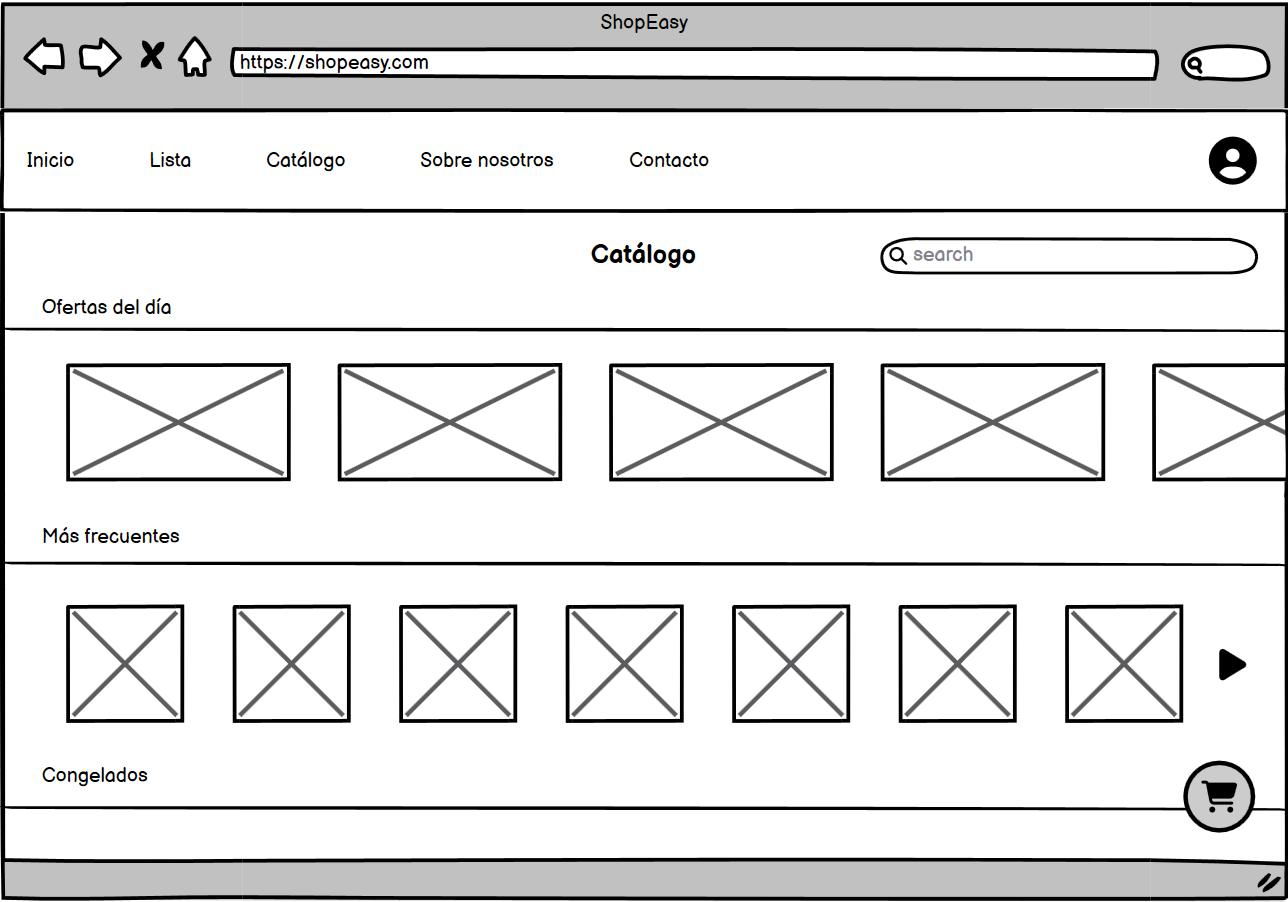 ShopEasy
https://shopeasy.com
Inicio Lista Catálogo Sobre nosotros Contacto
Catálogo
search
Ofertas del día
Más frecuentes
Congelados